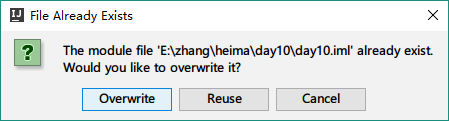 File Already Exists
The module file 'E:\zhang\heima\day10\day10.iml' already exist.
Would you like to overwrite it?
Overwrite Reuse Cancel